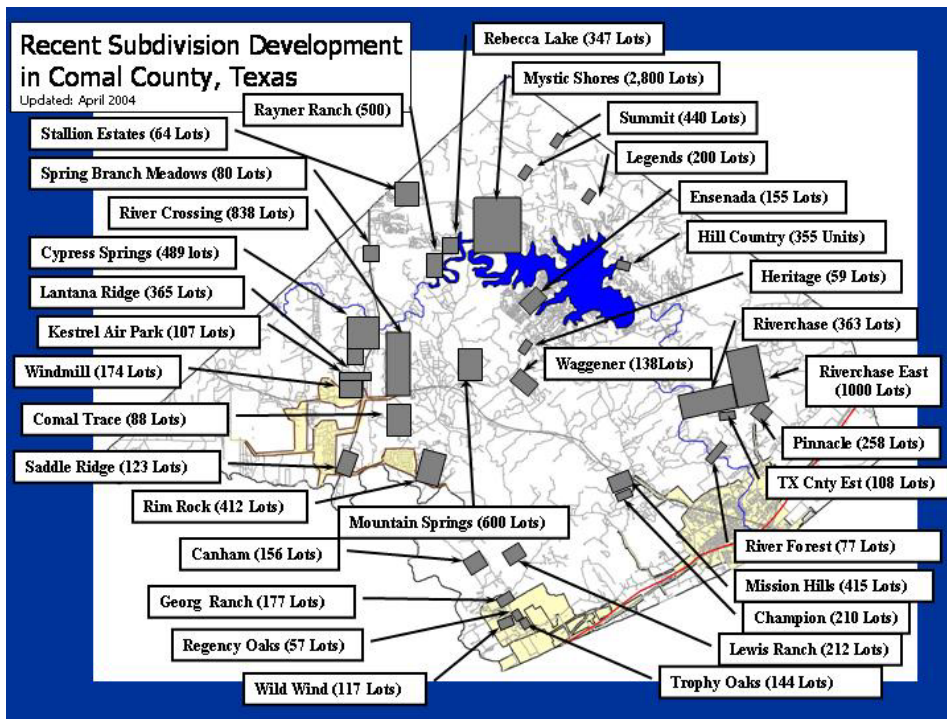 Recent Subdivision Development
in Comal County, Texas
Updated: April 2004
Rebecca Lake (347 Lots)
Mystic Shores (2,800 Lots)
Rayner Ranch (500)
Summit (440 Lots)
Stallion Estates (64 Lots)
Legends (200 Lots)
Spring Branch Meadows (80 Lots)
Ensenada (155 Lots)
River Crossing (838 Lots)
Hill Country (355 Units)
Cypress Springs (489 lots)
Heritage (59 Lots)
Lantana Ridge (365 Lots)
Riverchase (363 Lots)
Kestrel Air Park (107 Lots)
Waggener (138Lots)
Windmill (174 Lots)
Riverchase East
(1000 Lots)
Comal Trace (88 Lots)
Pinnacle (258 Lots)
Saddle Ridge (123 Lots)
TX Cnty Est (108 Lots)
Rim Rock (412 Lots)
Mountain Springs (600 Lots)
Canham (156 Lots)
River Forest (77 Lots)
Mission Hills (415 Lots)
Georg Ranch (177 Lots)
Champion (210 Lots)
Regency Oaks (57 Lots)
Lewis Ranch (212 Lots)
Wild Wind (117 Lots)
Trophy Oaks (144 Lots)